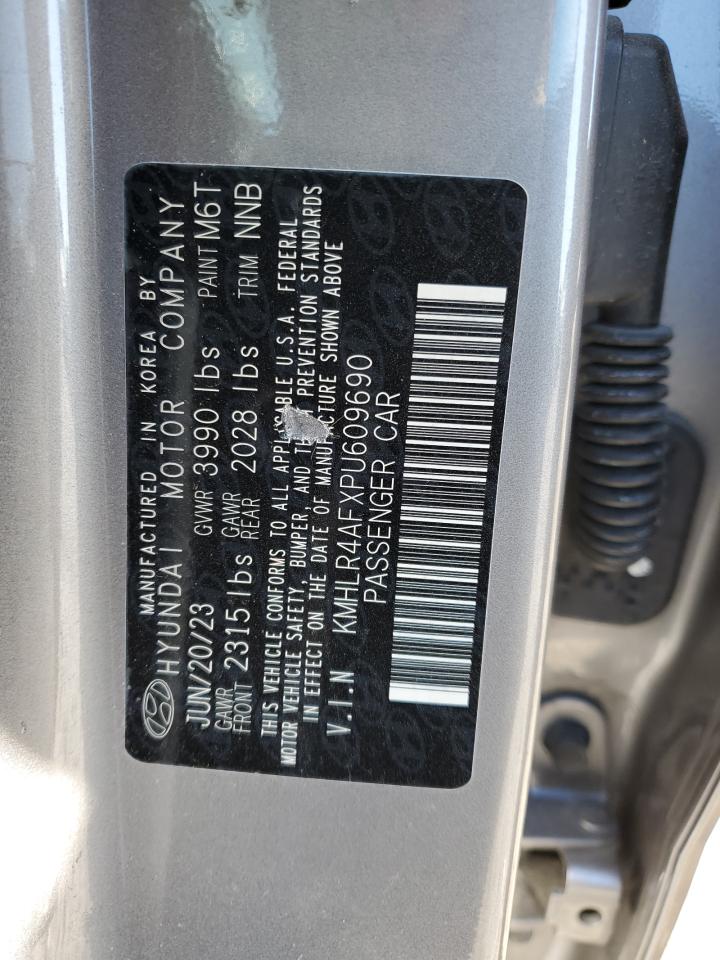 MANUFACTURED IN KOREA BY
HYUNDAI MOTOR COMPANY
JUN/20/23 GVWR 3990 lbs PAINT M6T
GAWR FRONT 2315 lbs GAWR REAR 2028 lbs TRIM NNB
THIS VEHICLE CONFORMS TO ALL U.S.A. FEDERAL
MOTOR VEHICLE SAFETY, BUMPER, AND PREVENTION STANDARDS
IN EFFECT ON THE DATE OF MANUFACTURE SHOWN ABOVE
V.I.N KMHLR4AFXPU609690
PASSENGER CAR